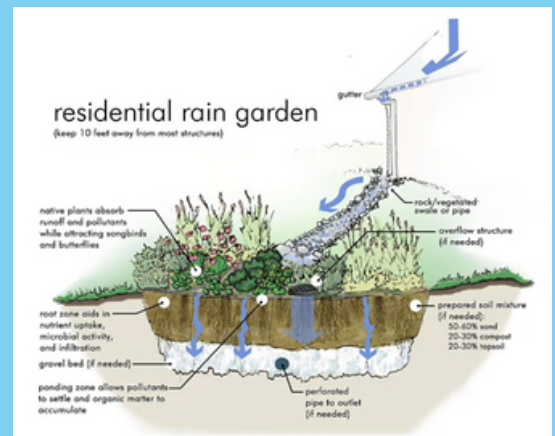 residential rain garden
(keep 10 feet away from most structures)
gutter
rock/vegetated
swale or pipe
native plants absorb
runoff and pollutants
while attracting songbirds
and butterflies
overflow structure
(if needed)
root zone aids in
nutrient uptake,
microbial activity,
and infiltration
prepared soil mixture
(if needed):
50-60% sand
20-30% compost
20-30% topsoil
gravel bed (if needed)
ponding zone allows pollutants
to settle and organic matter to
accumulate
perforated
pipe to outlet
(if needed)